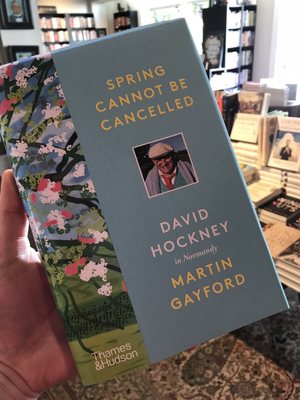 SPRING
CANNOT BE
CANCELLED
DAVID
HOCKNEY
in Normandy
MARTIN
GAYFORD
Thames
&Hudson